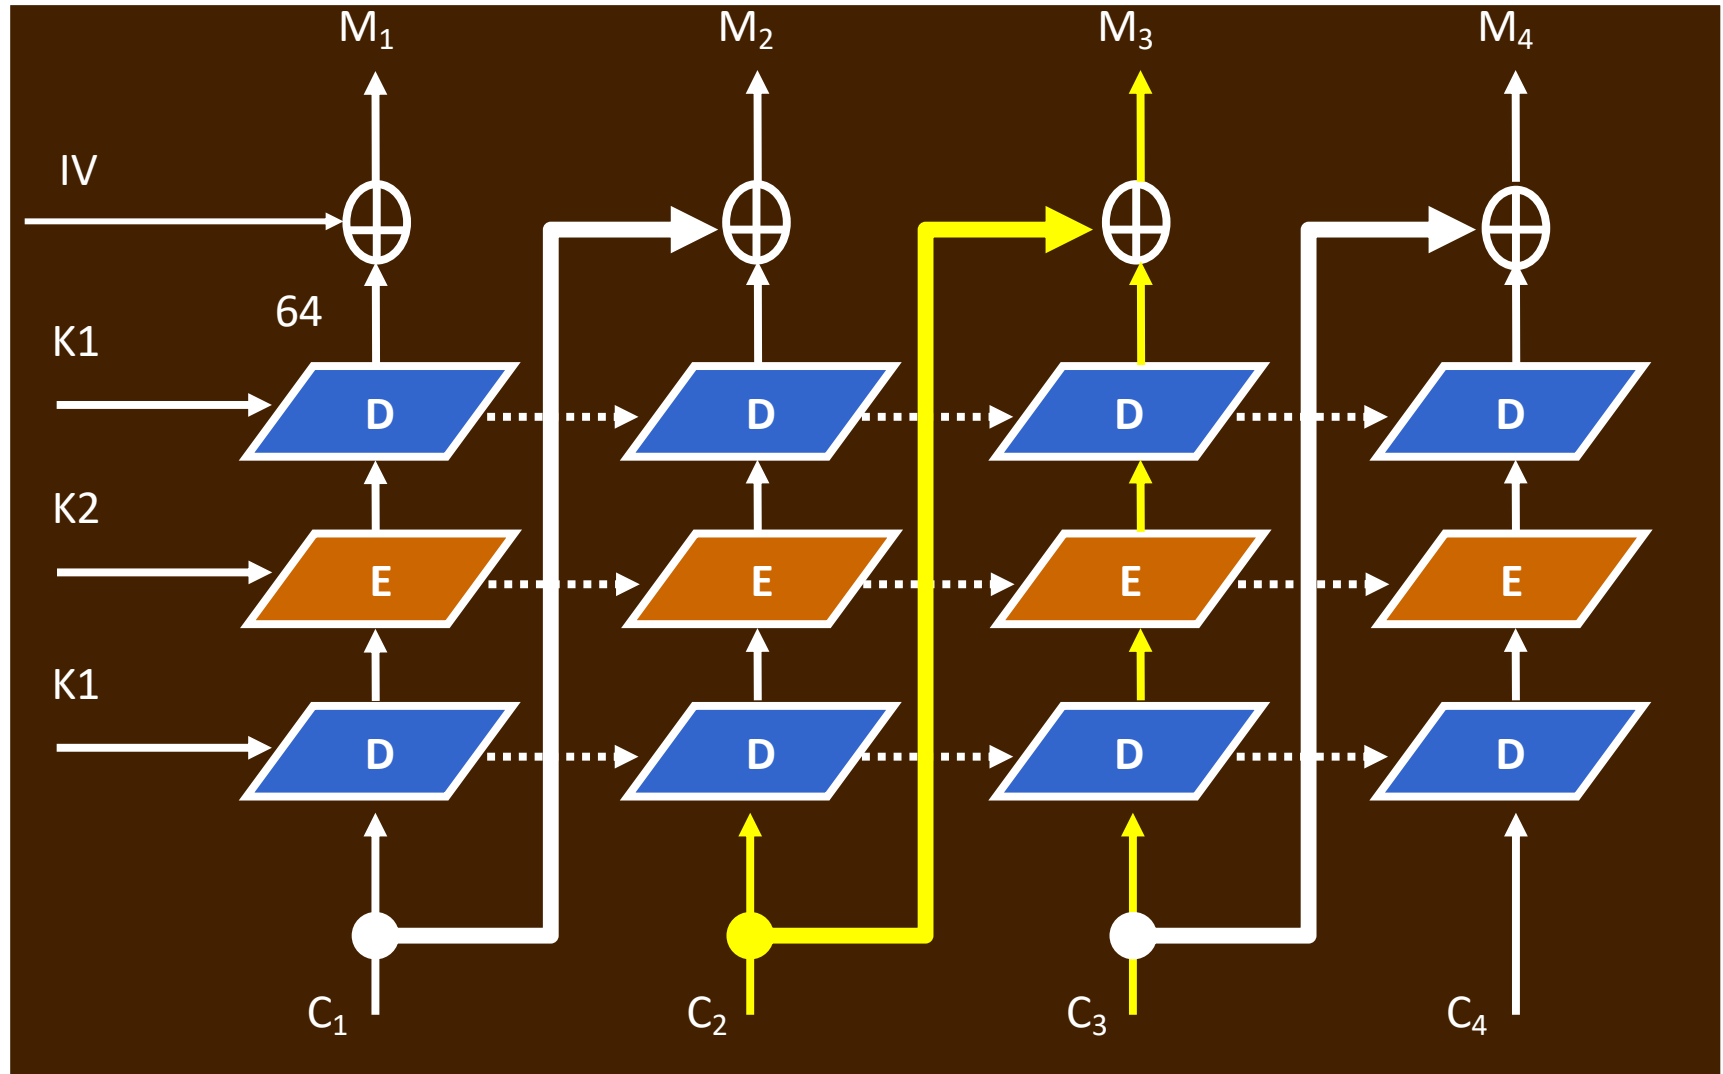 M₁ M₂ M₃ M₄
IV
64
K1
D D D D
K2
E E E E
K1
D D D D
C₁ C₂ C₃ C₄